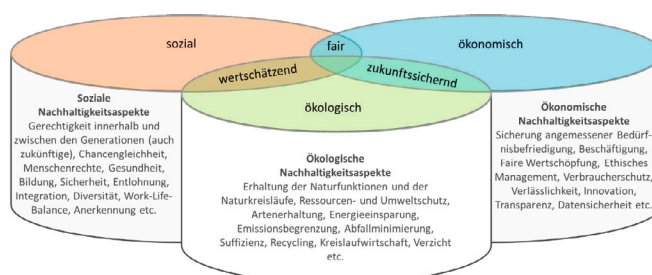 sozial
fair
ökonomisch
wertschätzend
zukunftssichernd
ökologisch
Soziale
Nachhaltigkeitsaspekte
Gerechtigkeit innerhalb und
zwischen den Generationen (auch
zukünftige), Chancengleichheit,
Menschenrechte, Gesundheit,
Bildung, Sicherheit, Entlohnung,
Integration, Diversität, Work-Life-
Balance, Anerkennung etc.
Ökologische
Nachhaltigkeitsaspekte
Erhaltung der Naturfunktionen und der
Naturkreisläufe, Ressourcen- und Umweltschutz,
Artenerhaltung, Energieeinsparung,
Emissionsbegrenzung, Abfallminimierung,
Suffizienz, Recycling, Kreislaufwirtschaft, Verzicht
etc.
Ökonomische
Nachhaltigkeitsaspekte
Sicherung angemessener Bedürf-
nisbefriedigung, Beschäftigung,
Faire Wertschöpfung, Ethisches
Management, Verbraucherschutz,
Verlässlichkeit, Innovation,
Transparenz, Datensicherheit etc.